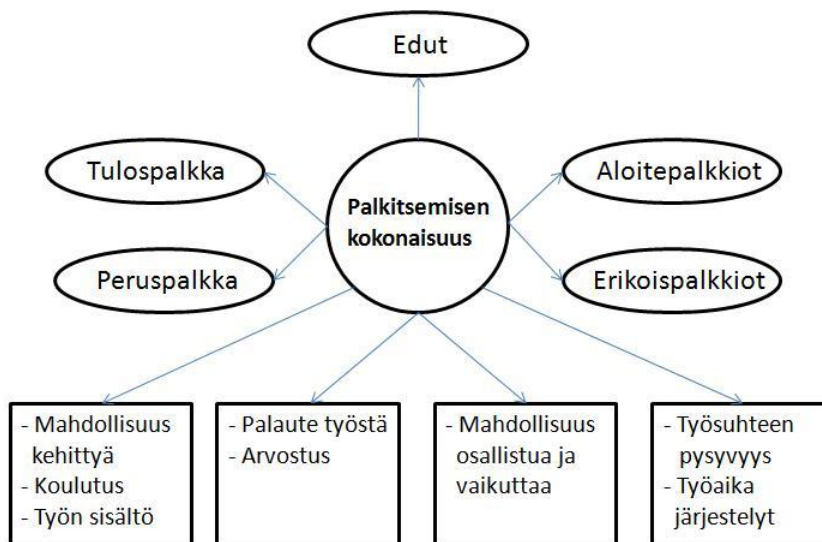 Edut
Tulospalkka
Aloitepalkkiot
Palkitsemisen
kokonaisuus
Peruspalkka
Erikoispalkkiot
- Mahdollisuus
kehittyä
- Koulutus
- Työn sisältö
- Palaute työstä
- Arvostus
- Mahdollisuus
osallistua ja
vaikuttaa
- Työsuhteen
pysyvyys
- Työaika
järjestelyt